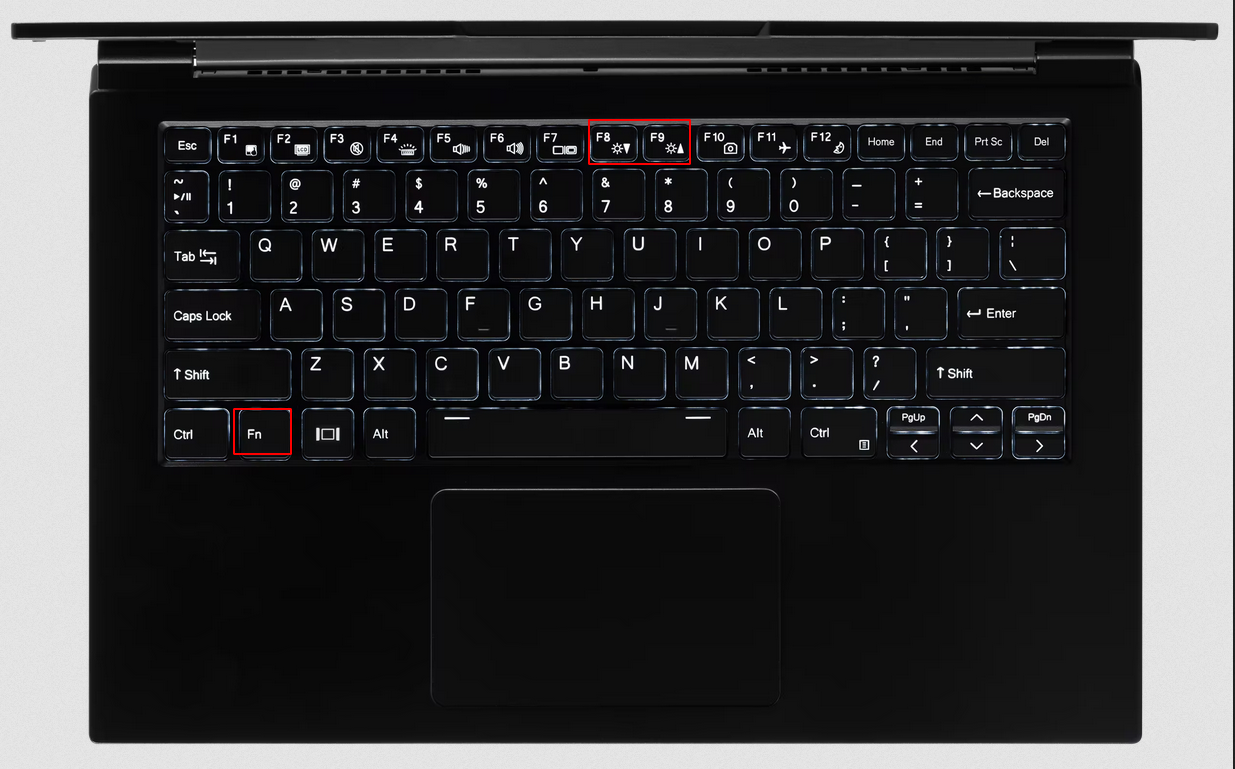 Esc F1 F2 LCD F3 F4 F5 F6 F7 F8 F9 F10 F11 F12 Home End Prt Sc Del
~ ! @ # $ % ^ & * ( ) _ + ←Backspace
` 1 2 3 4 5 6 7 8 9 0 - =
Tab Q W E R T Y U I O P { } ¦
[ ] \
Caps Lock A S D F G H J K L : " ↵ Enter
; '
↑ Shift Z X C V B N M < > ? ↑ Shift
, . /
Ctrl Fn Alt Alt Ctrl PgUp PgDn